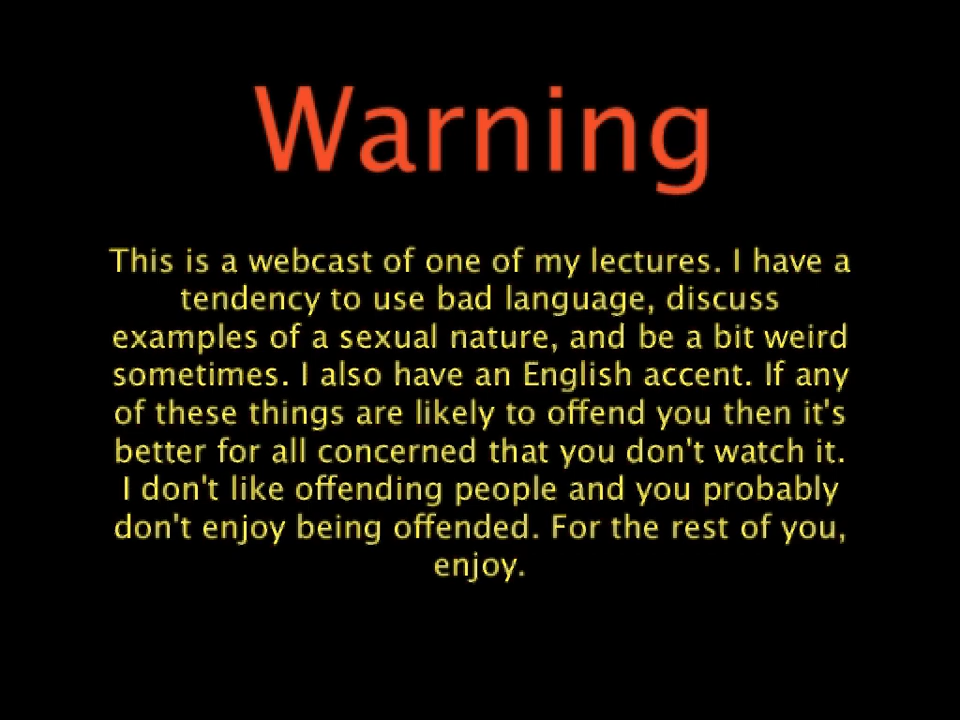 Warning
This is a webcast of one of my lectures. I have a
tendency to use bad language, discuss
examples of a sexual nature, and be a bit weird
sometimes. I also have an English accent. If any
of these things are likely to offend you then it's
better for all concerned that you don't watch it.
I don't like offending people and you probably
don't enjoy being offended. For the rest of you,
enjoy.